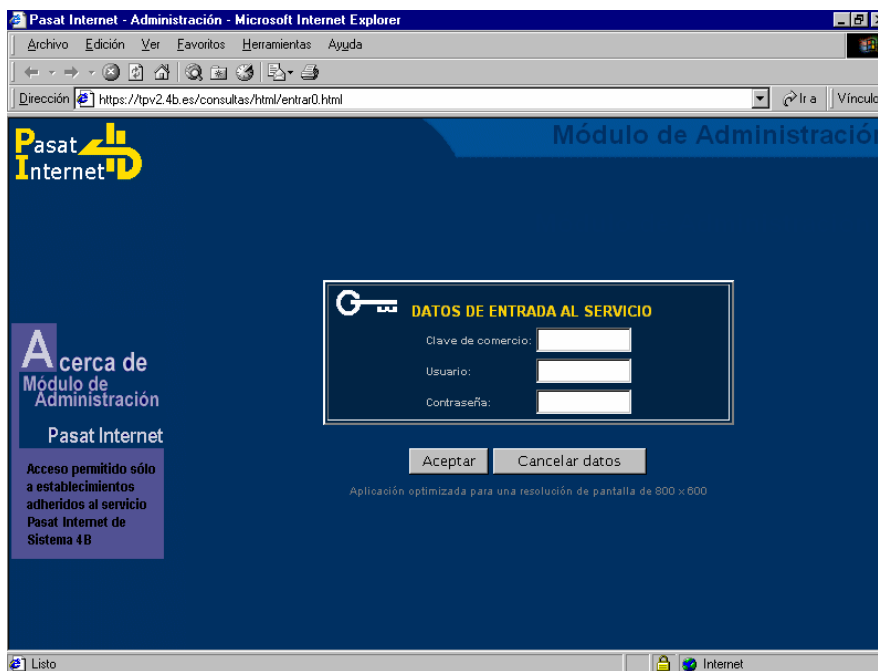 Pasat Internet - Administración - Microsoft Internet Explorer
Archivo Edición Ver Favoritos Herramientas Ayuda
Dirección https://tpv2.4b.es/consultas/html/entrar0.html Ir a Vínculo
Pasat
Internet
Módulo de Administración
DATOS DE ENTRADA AL SERVICIO
Clave de comercio:
Usuario:
Contraseña:
Acerca de
Módulo de
Administración
Pasat Internet
Acceso permitido sólo
a establecimientos
adheridos al servicio
Pasat Internet de
Sistema 4B
Aceptar Cancelar datos
Aplicación optimizada para una resolución de pantalla de 800 x 600
Listo Internet